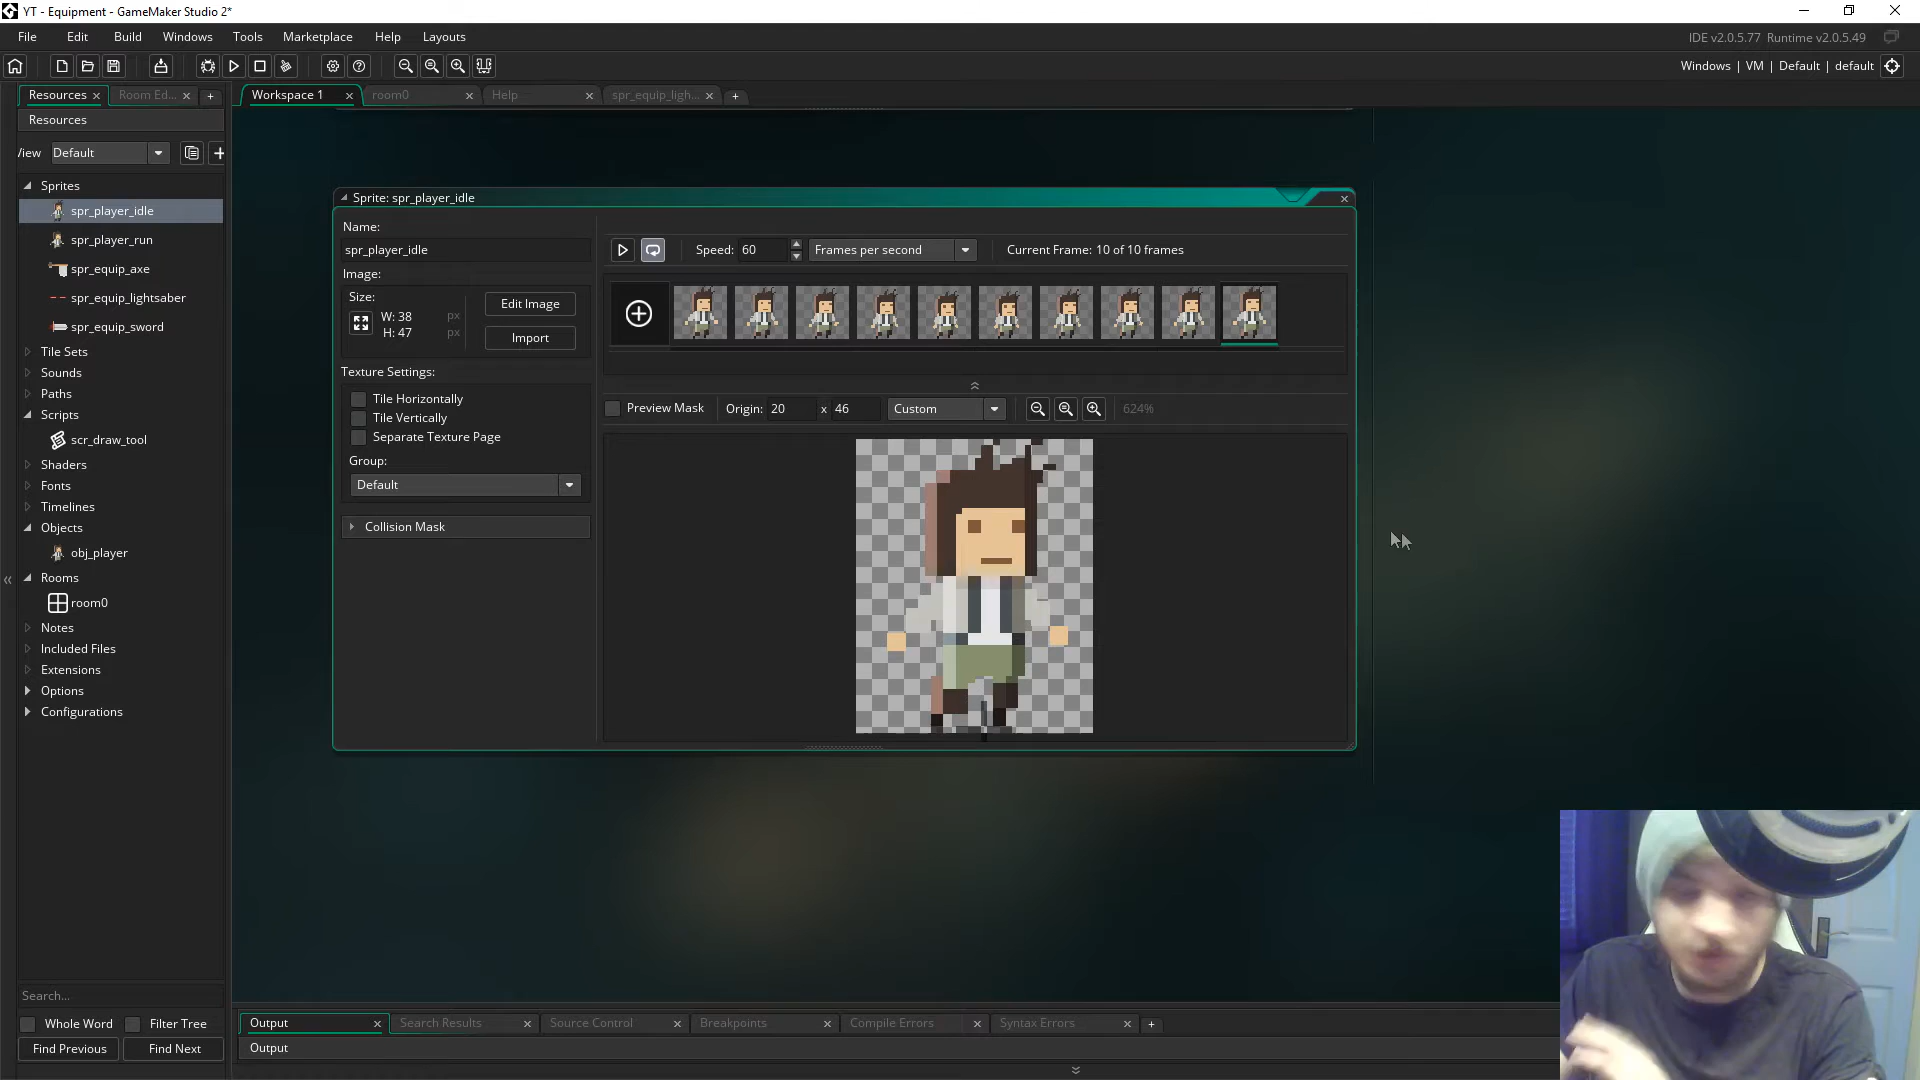 YT - Equipment - GameMaker Studio 2*
File Edit Build Windows Tools Marketplace Help Layouts
IDE v2.0.5.77 Runtime v2.0.5.49
Windows | VM | Default | default
Resources Room Ed...
Workspace 1 room0 Help spr_equip_ligh...
Resources
View Default
Sprites
spr_player_idle
spr_player_run
spr_equip_axe
spr_equip_lightsaber
spr_equip_sword
Tile Sets
Sounds
Paths
Scripts
scr_draw_tool
Shaders
Fonts
Timelines
Objects
obj_player
Rooms
room0
Notes
Included Files
Extensions
Options
Configurations
Search...
Whole Word Filter Tree
Find Previous Find Next
Sprite: spr_player_idle
Name:
spr_player_idle
Image:
Size:
W: 38 px
H: 47 px
Edit Image
Import
Texture Settings:
Tile Horizontally
Tile Vertically
Separate Texture Page
Group:
Default
Collision Mask
Speed: 60 Frames per second Current Frame: 10 of 10 frames
Preview Mask Origin: 20 x 46 Custom 624%
Output Search Results Source Control Breakpoints Compile Errors Syntax Errors
Output